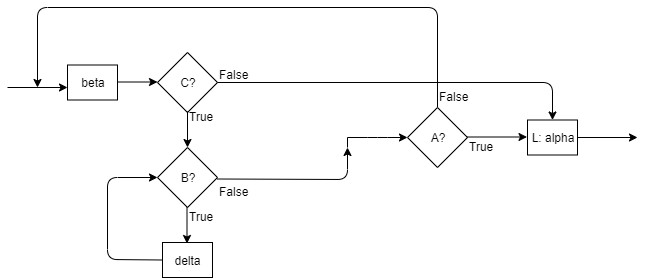 beta
C?
False
True
B?
False
True
delta
A?
False
True
L: alpha